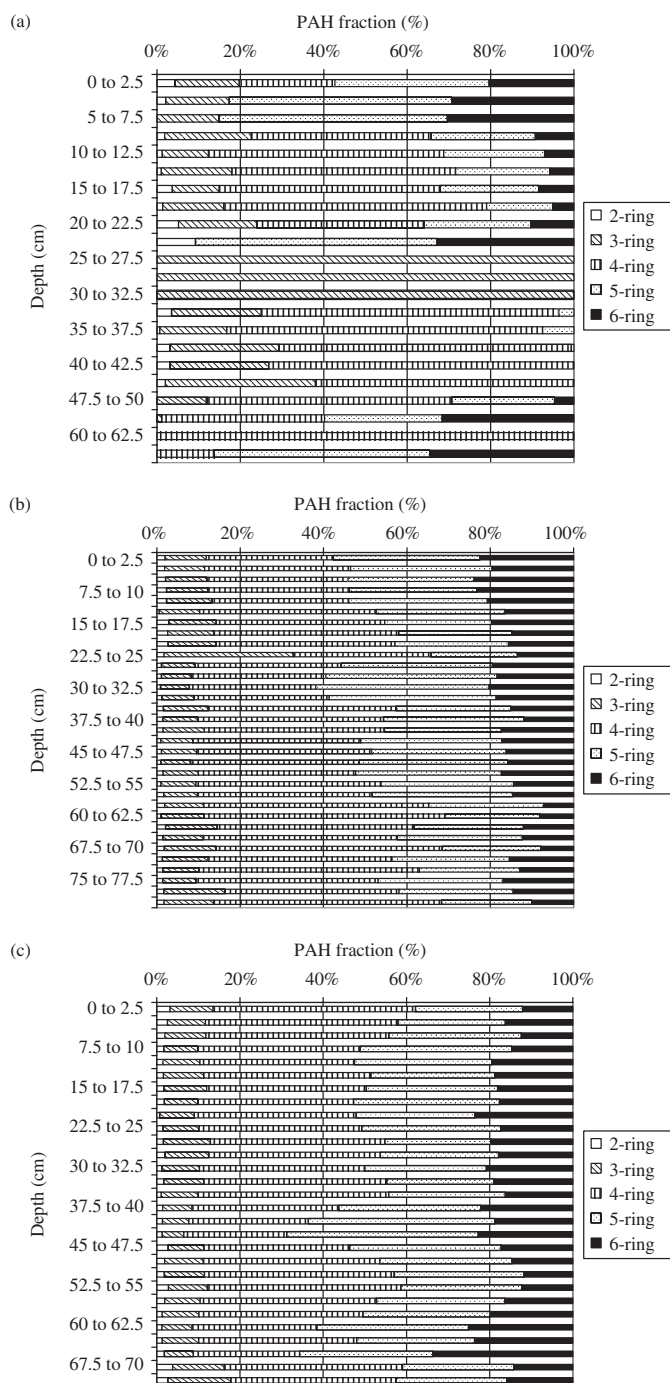 (a)
PAH fraction (%)
0% 20% 40% 60% 80% 100%
Depth (cm)
0 to 2.5
5 to 7.5
10 to 12.5
15 to 17.5
20 to 22.5
25 to 27.5
30 to 32.5
35 to 37.5
40 to 42.5
47.5 to 50
60 to 62.5
2-ring
3-ring
4-ring
5-ring
6-ring
(b)
PAH fraction (%)
0% 20% 40% 60% 80% 100%
Depth (cm)
0 to 2.5
7.5 to 10
15 to 17.5
22.5 to 25
30 to 32.5
37.5 to 40
45 to 47.5
52.5 to 55
60 to 62.5
67.5 to 70
75 to 77.5
2-ring
3-ring
4-ring
5-ring
6-ring
(c)
PAH fraction (%)
0% 20% 40% 60% 80% 100%
Depth (cm)
0 to 2.5
7.5 to 10
15 to 17.5
22.5 to 25
30 to 32.5
37.5 to 40
45 to 47.5
52.5 to 55
60 to 62.5
67.5 to 70
2-ring
3-ring
4-ring
5-ring
6-ring